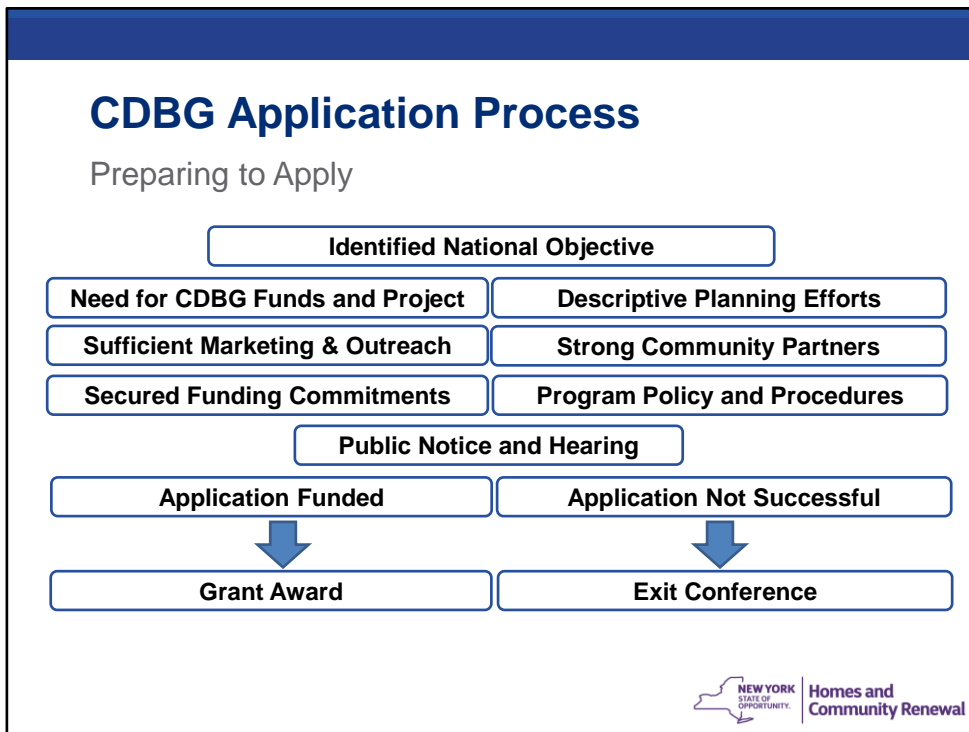 CDBG Application Process
Preparing to Apply
Identified National Objective
Need for CDBG Funds and Project
Descriptive Planning Efforts
Sufficient Marketing & Outreach
Strong Community Partners
Secured Funding Commitments
Program Policy and Procedures
Public Notice and Hearing
Application Funded
Application Not Successful
Grant Award
Exit Conference
NEW YORK
STATE OF
OPPORTUNITY.
Homes and
Community Renewal